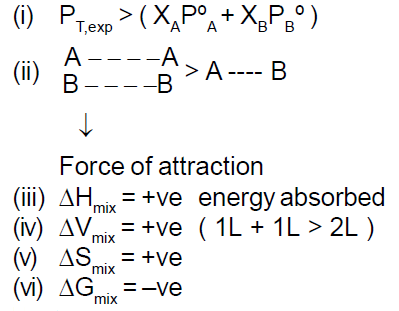 (i) P_T,exp > ( X_A P°_A + X_B P_B° )
(ii) A – – – –A
B – – – –B > A ---- B
↓
Force of attraction
(iii) ΔH_mix = +ve energy absorbed
(iv) ΔV_mix = +ve ( 1L + 1L > 2L )
(v) ΔS_mix = +ve
(vi) ΔG_mix = –ve